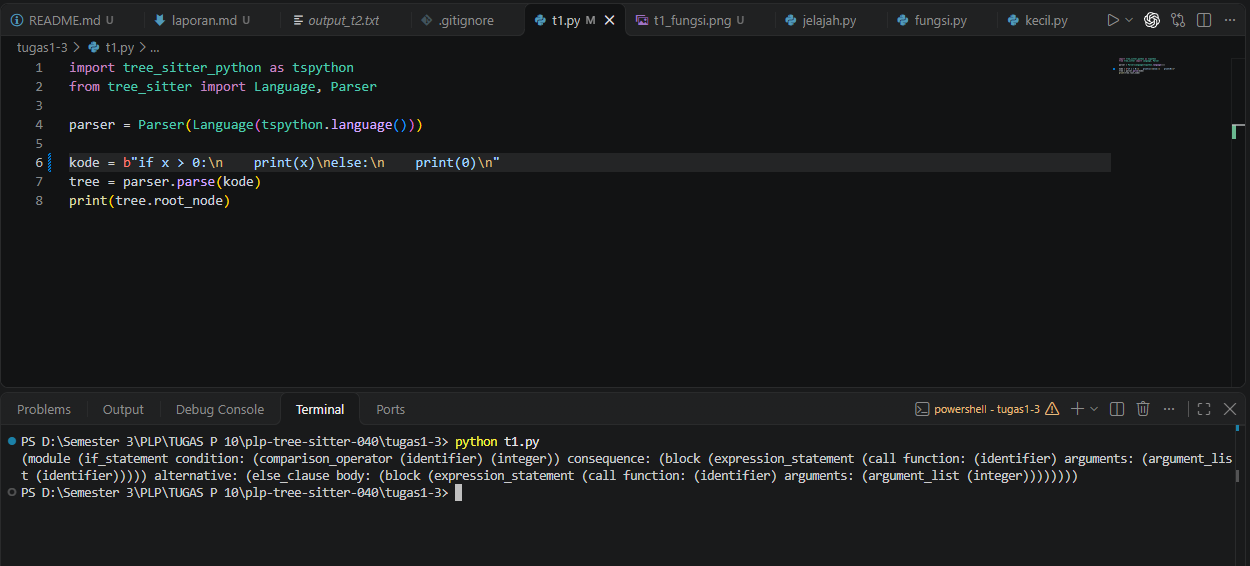 README.md U laporan.md U output_t2.txt .gitignore t1.py M t1_fungsi.png U jelajah.py fungsi.py kecil.py
tugas1-3 > t1.py > ...
1 import tree_sitter_python as tspython
2 from tree_sitter import Language, Parser
3
4 parser = Parser(Language(tspython.language()))
5
6 kode = b"if x > 0:\n    print(x)\nelse:\n    print(0)\n"
7 tree = parser.parse(kode)
8 print(tree.root_node)
Problems Output Debug Console Terminal Ports powershell - tugas1-3
PS D:\Semester 3\PLP\TUGAS P 10\plp-tree-sitter-040\tugas1-3> python t1.py
(module (if_statement condition: (comparison_operator (identifier) (integer)) consequence: (block (expression_statement (call function: (identifier) arguments: (argument_lis
t (identifier))))) alternative: (else_clause body: (block (expression_statement (call function: (identifier) arguments: (argument_list (integer))))))))
PS D:\Semester 3\PLP\TUGAS P 10\plp-tree-sitter-040\tugas1-3>